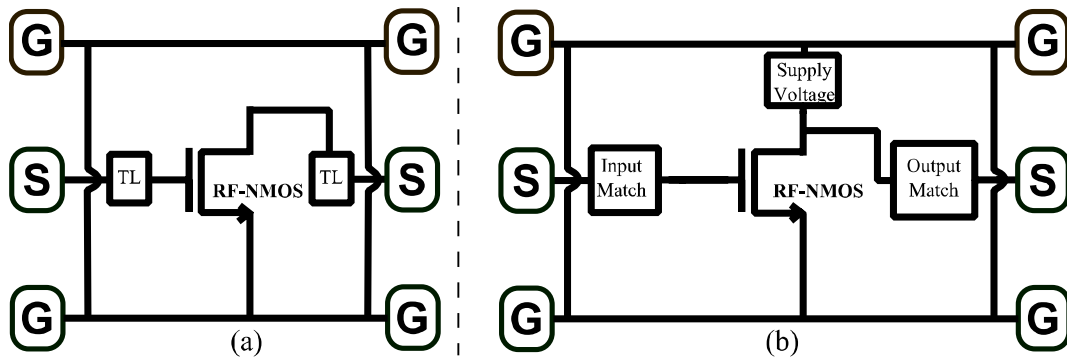 G G G G
Supply
Voltage
S TL RF-NMOS TL S
S Input
Match RF-NMOS Output
Match S
G G G G
(a) (b)